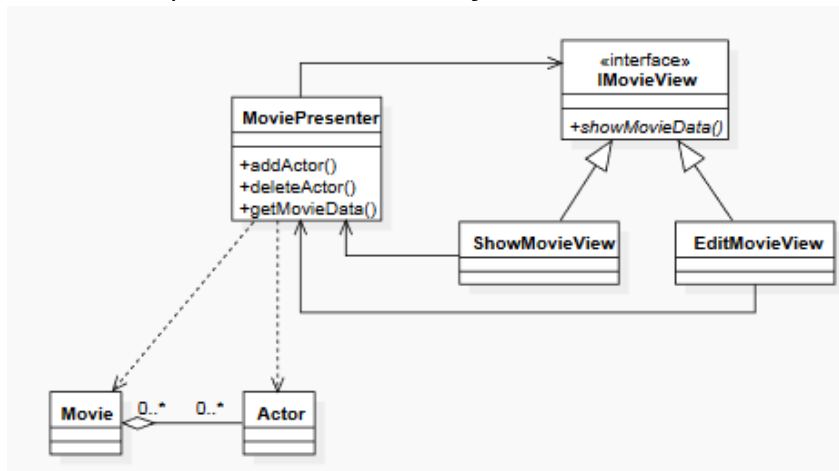 «interface»
IMovieView
+showMovieData()
MoviePresenter
+addActor()
+deleteActor()
+getMovieData()
ShowMovieView
EditMovieView
Movie
0..*
0..*
Actor